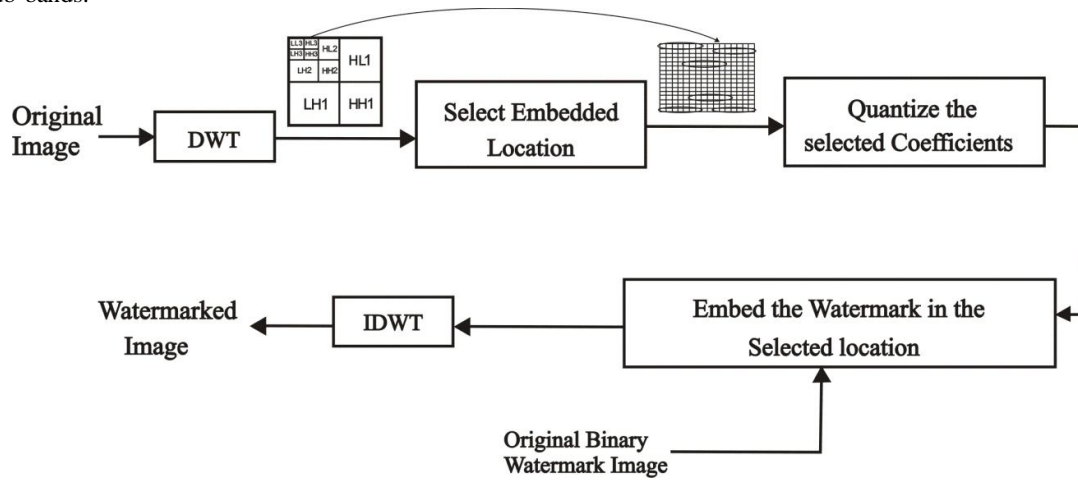 bands.
LL3 HL3
LH3 HH3
HL2
HL1
LH2
HH2
LH1
HH1
Original
Image
DWT
Select Embedded
Location
Quantize the
selected Coefficients
Watermarked
Image
IDWT
Embed the Watermark in the
Selected location
Original Binary
Watermark Image